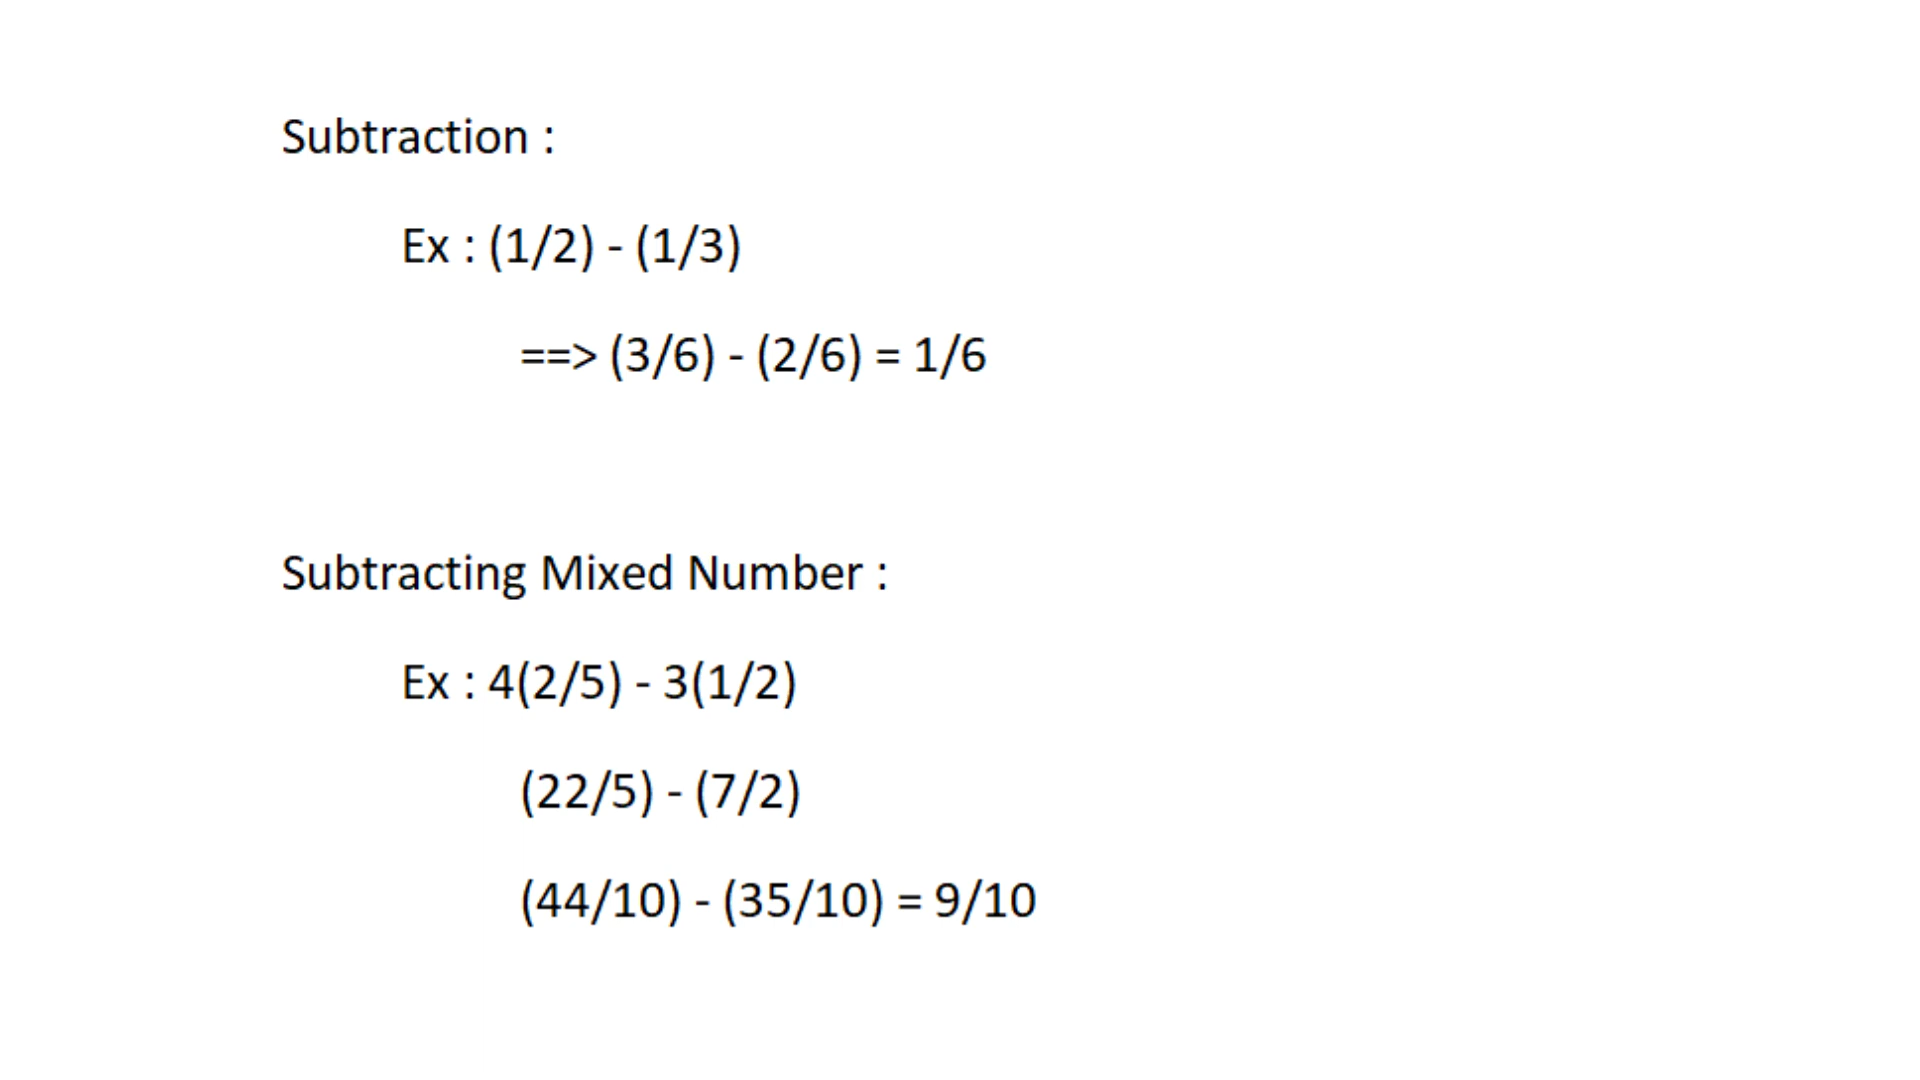 Subtraction :
Ex : (1/2) - (1/3)
==> (3/6) - (2/6) = 1/6
Subtracting Mixed Number :
Ex : 4(2/5) - 3(1/2)
(22/5) - (7/2)
(44/10) - (35/10) = 9/10